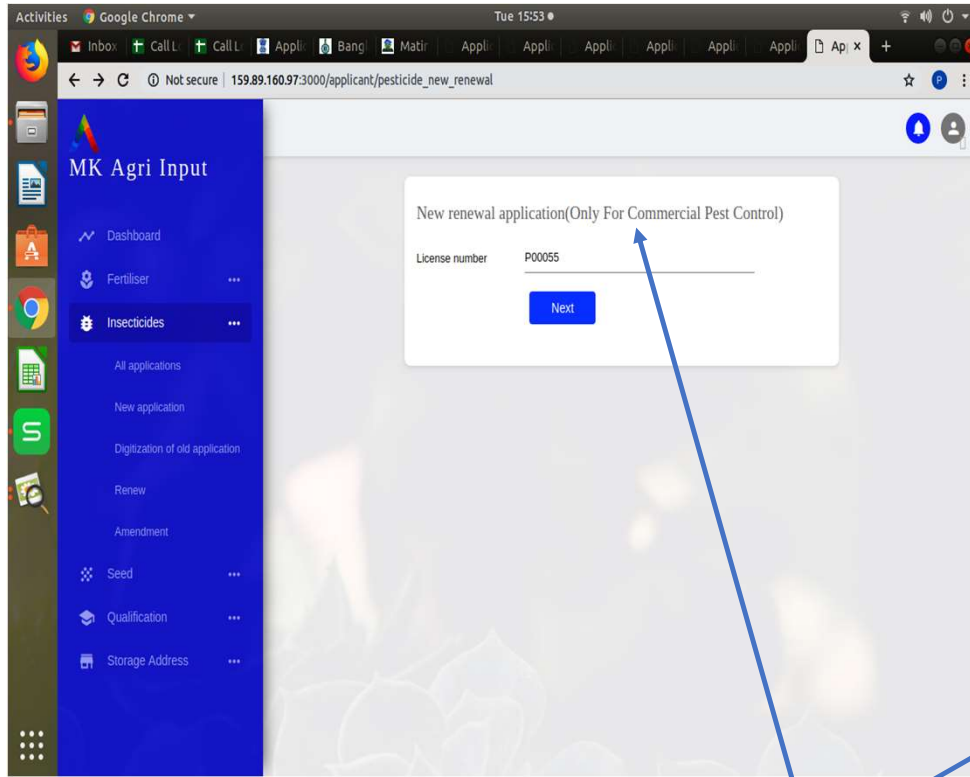 Activities Google Chrome Tue 15:53
Inbox Call L Call L Applic Bangl Matir Applic Applic Applic Applic Applic Applic Ap
Not secure 159.89.160.97:3000/applicant/pesticide_new_renewal
P
MK Agri Input
New renewal application(Only For Commercial Pest Control)
License number P00055
Next
Dashboard
Fertiliser
Insecticides
All applications
New application
Digitization of old application
Renew
Amendment
Seed
Qualification
Storage Address